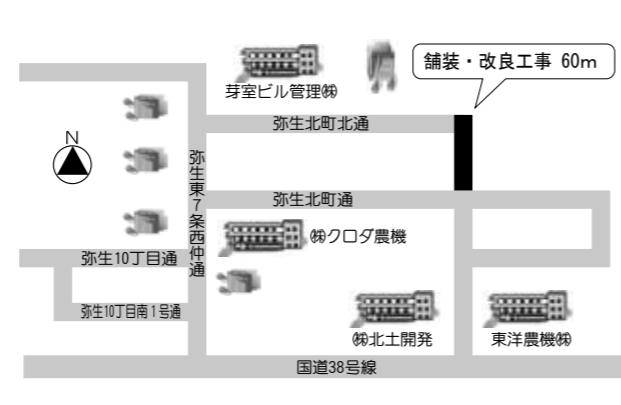 舗装・改良工事 60m
芽室ビル管理㈱
弥生北町北通
N
弥生東7条西仲通
弥生北町通
㈱クロダ農機
弥生10丁目通
弥生10丁目南1号通
㈱北土開発
東洋農機㈱
国道38号線